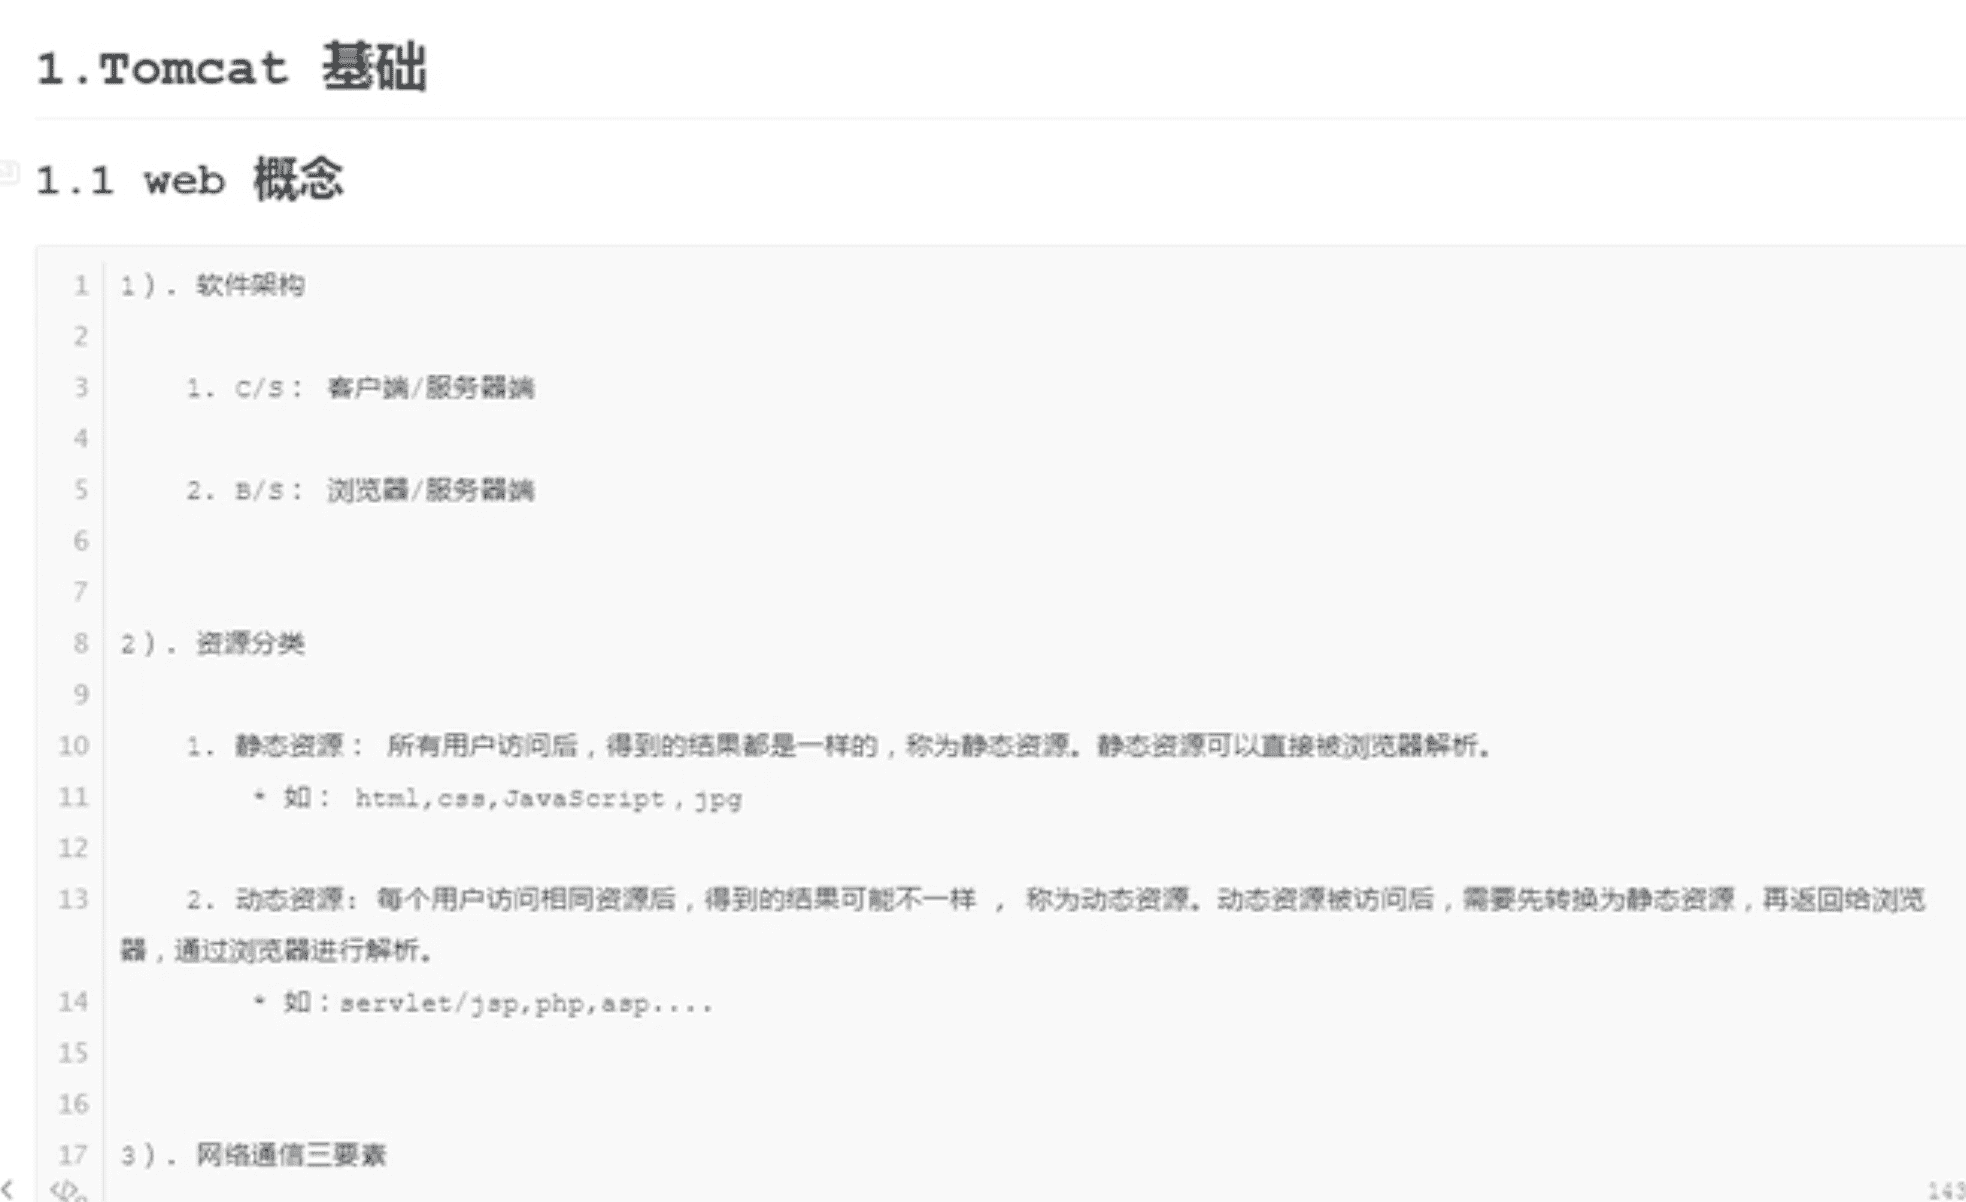 1.Tomcat 基础
1.1 web 概念
1 1). 软件架构
2
3 1. C/S: 客户端/服务器端
4
5 2. B/S: 浏览器/服务器端
6
7
8 2). 资源分类
9
10 1. 静态资源: 所有用户访问后，得到的结果都是一样的，称为静态资源。静态资源可以直接被浏览器解析。
11 * 如: html,css,JavaScript，jpg
12
13 2. 动态资源: 每个用户访问相同资源后，得到的结果可能不一样 ， 称为动态资源。动态资源被访问后，需要先转换为静态资源，再返回给浏览
器，通过浏览器进行解析。
14 * 如：servlet/jsp,php,asp....
15
16
17 3). 网络通信三要素